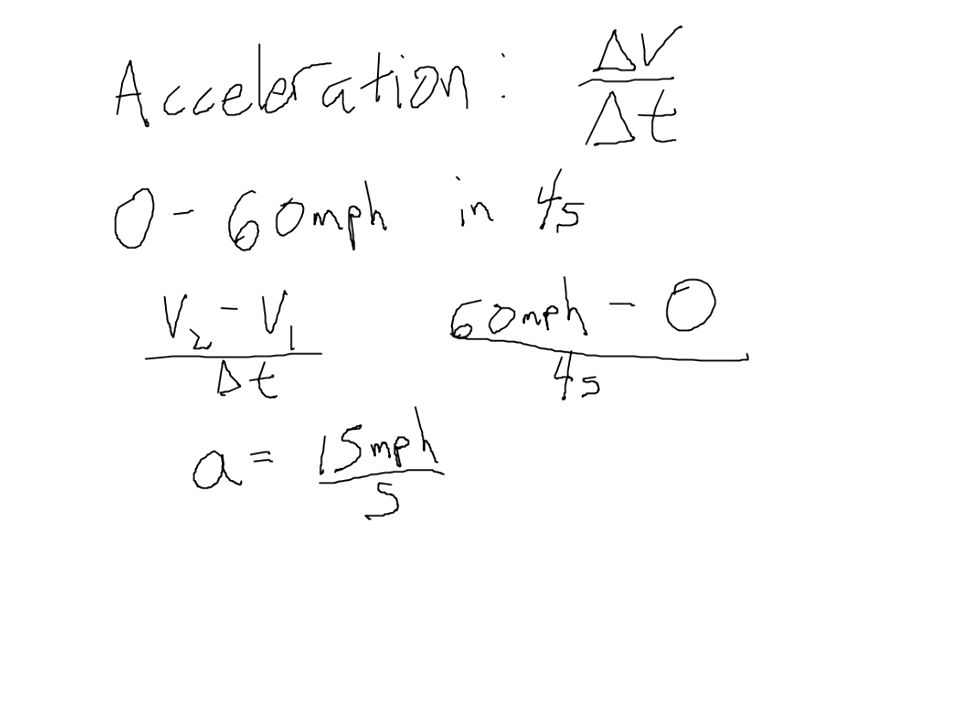 Acceleration: ΔV/Δt
0 - 60mph in 4s
V₂ - V₁/Δt 60mph - 0/4s
a = 15mph/s